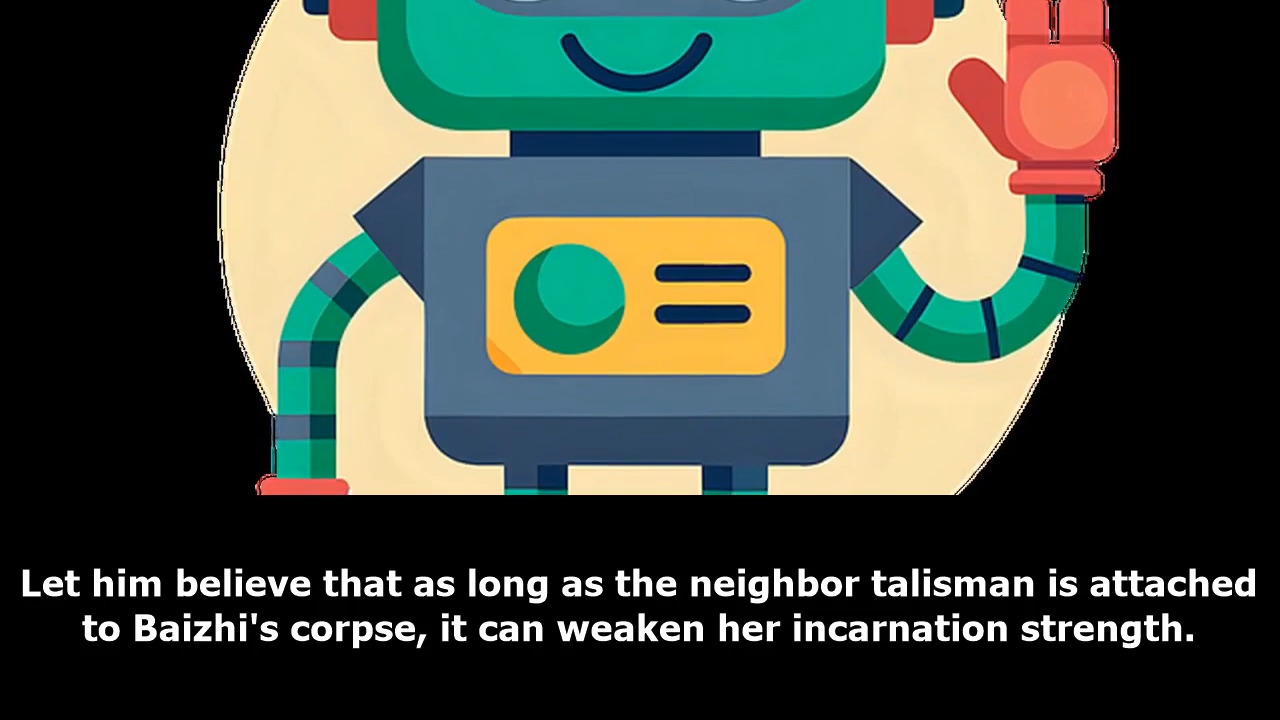 Let him believe that as long as the neighbor talisman is attached
to Baizhi's corpse, it can weaken her incarnation strength.